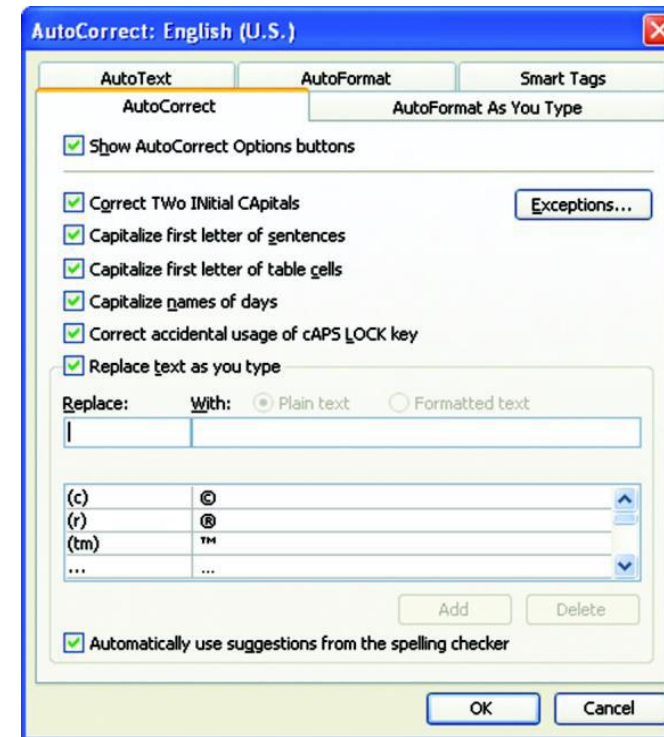 AutoCorrect: English (U.S.)
AutoText AutoFormat Smart Tags
AutoCorrect AutoFormat As You Type
Show AutoCorrect Options buttons
Correct TWo INitial CApitals Exceptions...
Capitalize first letter of sentences
Capitalize first letter of table cells
Capitalize names of days
Correct accidental usage of cAPS LOCK key
Replace text as you type
Replace: With: Plain text Formatted text
(c) ©
(r) ®
(tm) ™
... ...
Add Delete
Automatically use suggestions from the spelling checker
OK Cancel